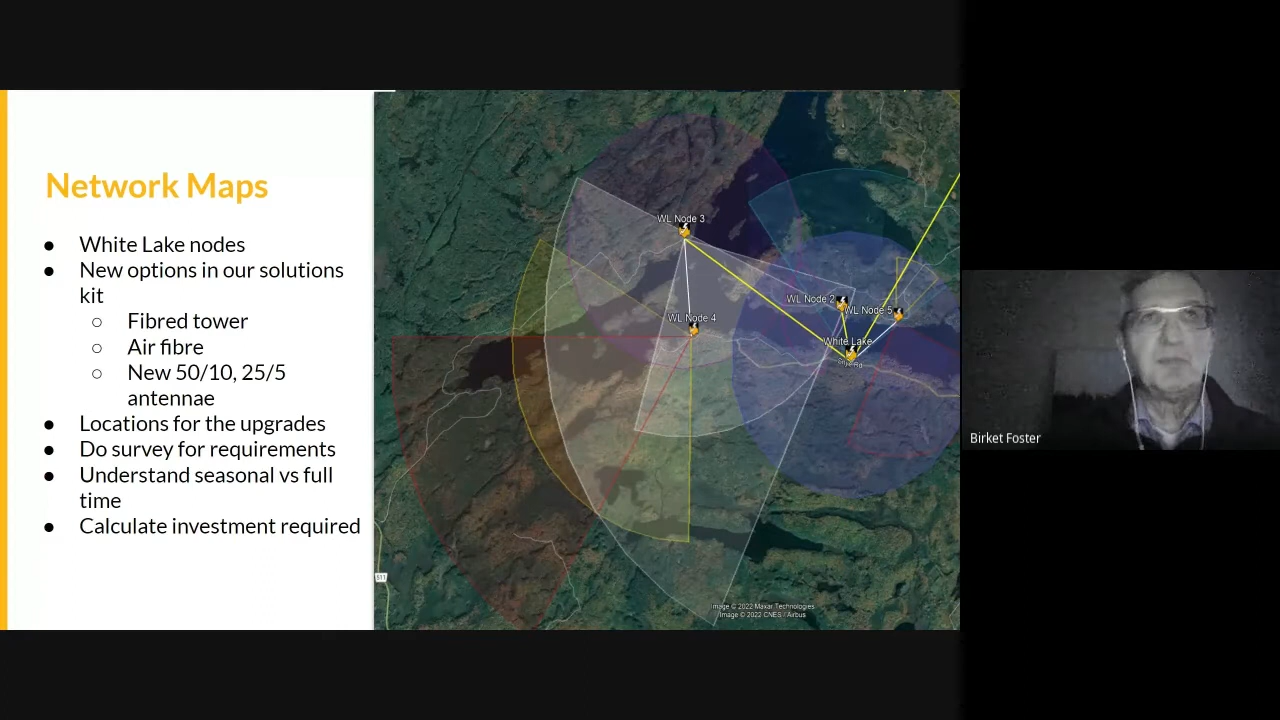 Network Maps
● White Lake nodes
● New options in our solutions
kit
○ Fibred tower
○ Air fibre
○ New 50/10, 25/5
antennae
● Locations for the upgrades
● Do survey for requirements
● Understand seasonal vs full
time
● Calculate investment required
WL Node 3
WL Node 2
WL Node 5
WL Node 4
White Lake
511
Image © 2022 Maxar Technologies
Image © 2022 CNES / Airbus
Birket Foster